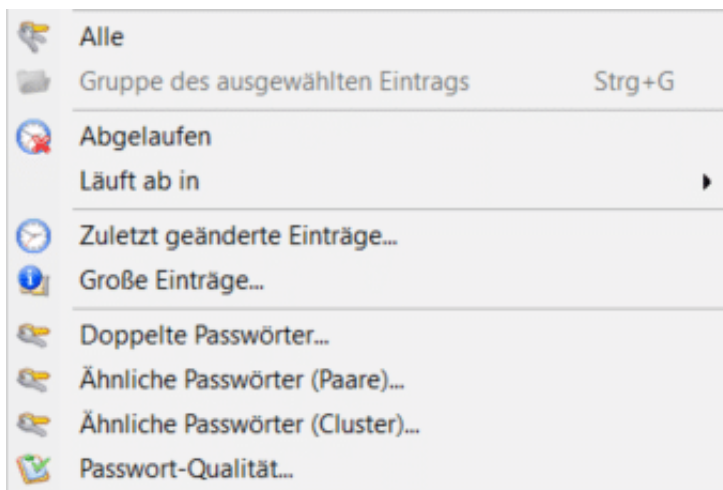 Alle
Gruppe des ausgewählten Eintrags Strg+G
Abgelaufen
Läuft ab in
Zuletzt geänderte Einträge...
Große Einträge...
Doppelte Passwörter...
Ähnliche Passwörter (Paare)...
Ähnliche Passwörter (Cluster)...
Passwort-Qualität...